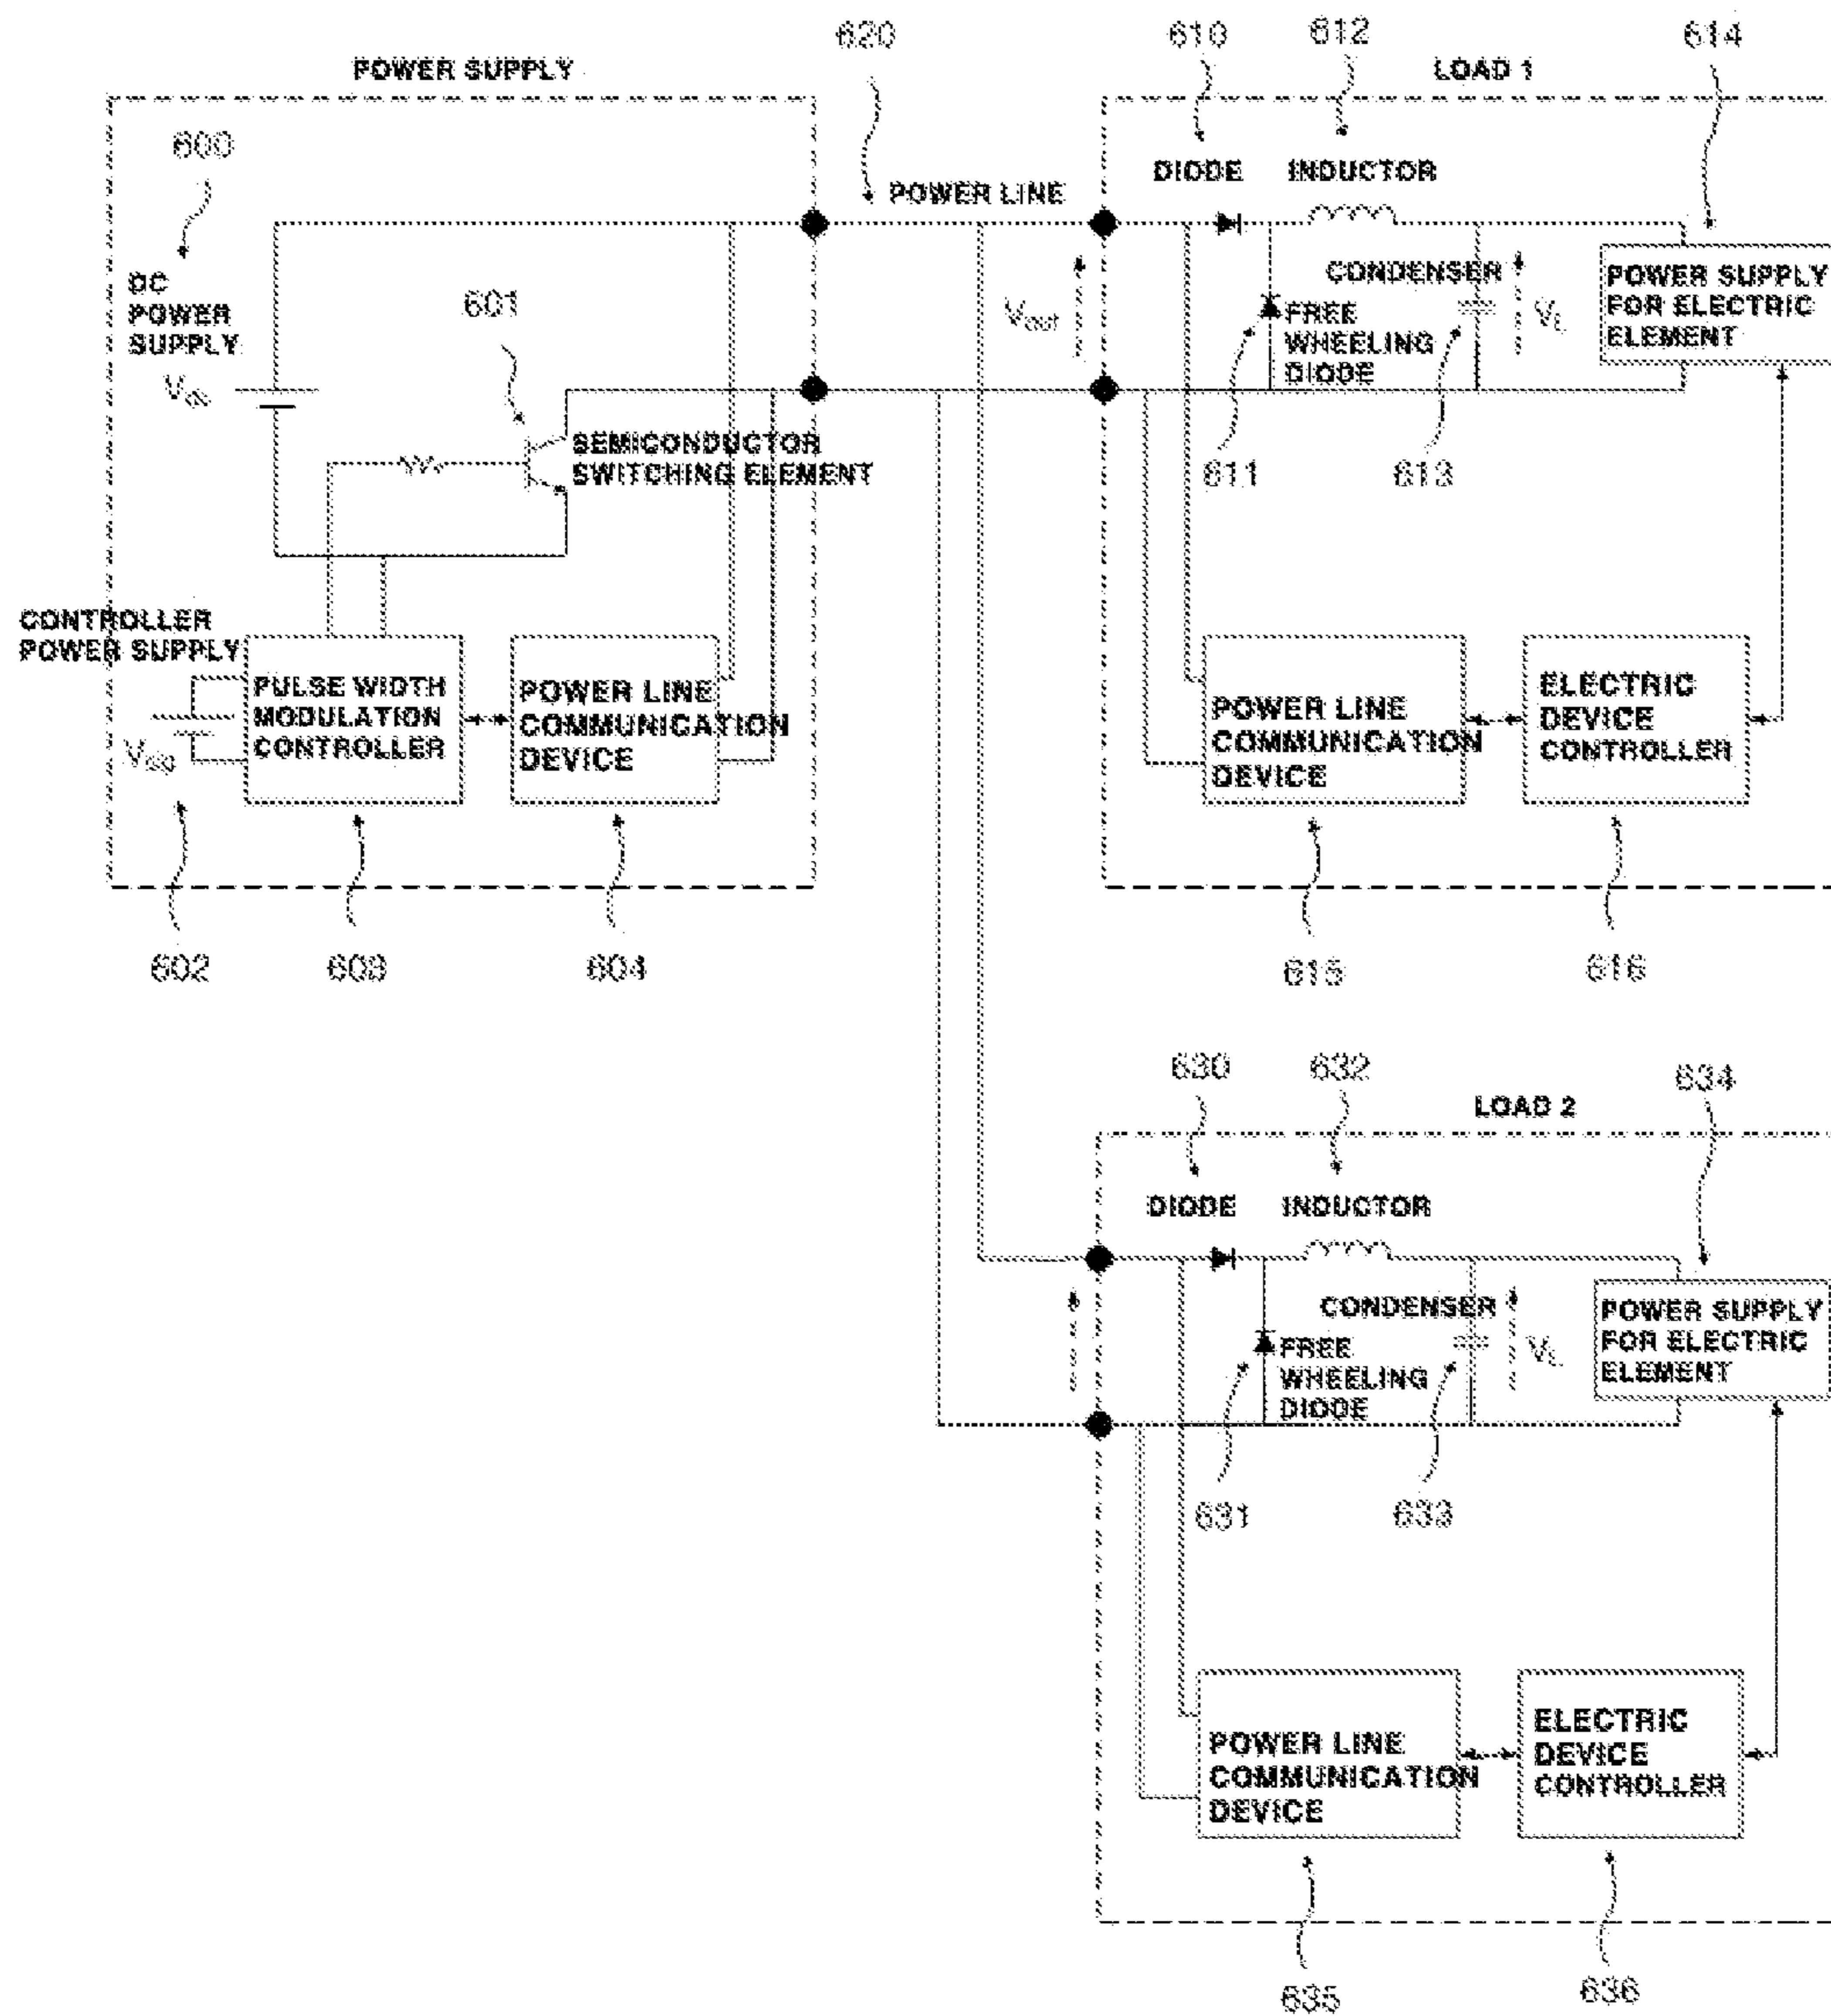 620
610
612
614
POWER SUPPLY
LOAD 1
600
DIODE
INDUCTOR
POWER LINE
DC
POWER
SUPPLY
601
Vout
CONDENSER
FREE
WHEELING
DIODE
VL
POWER SUPPLY
FOR ELECTRIC
ELEMENT
Vdc
SEMICONDUCTOR
SWITCHING ELEMENT
611
613
CONTROLLER
POWER SUPPLY
PULSE WIDTH
MODULATION
CONTROLLER
POWER LINE
COMMUNICATION
DEVICE
POWER LINE
COMMUNICATION
DEVICE
ELECTRIC
DEVICE
CONTROLLER
602
603
604
615
616
630
632
634
LOAD 2
DIODE
INDUCTOR
CONDENSER
FREE
WHEELING
DIODE
VL
POWER SUPPLY
FOR ELECTRIC
ELEMENT
631
633
POWER LINE
COMMUNICATION
DEVICE
ELECTRIC
DEVICE
CONTROLLER
635
636